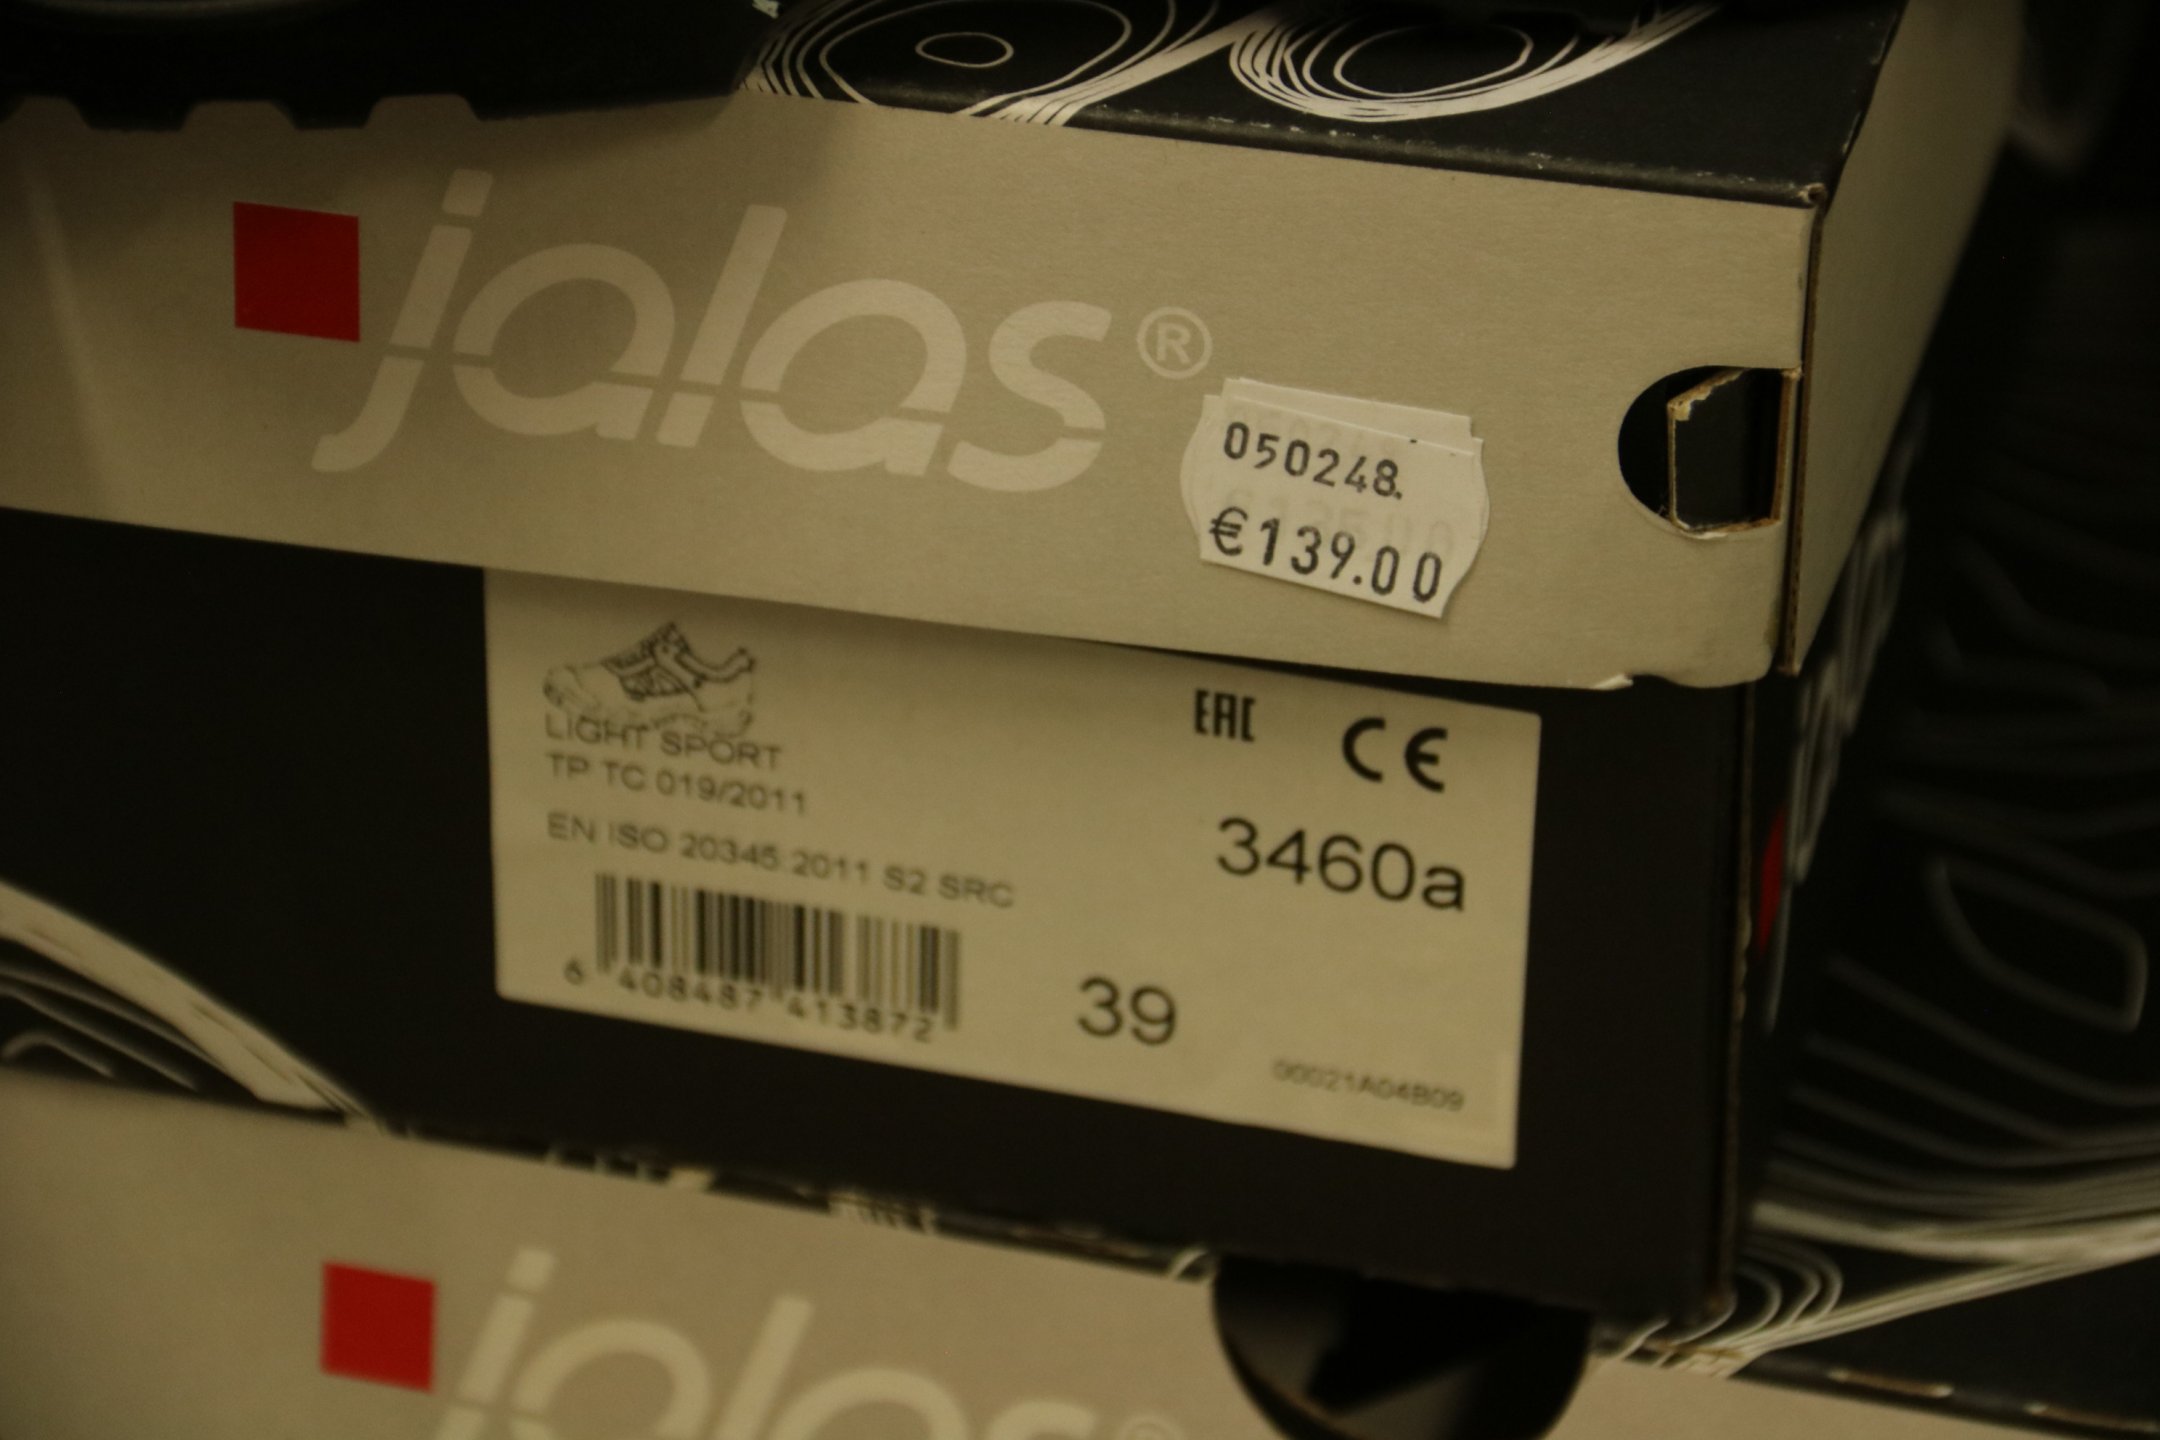 jalas®
050248.
€139.00
LIGHT SPORT
TP TC 019/2011
EN ISO 20345:2011 S2 SRC
EAC CE
3460a
6 408487 413872
39
00021A04B09
jalas®